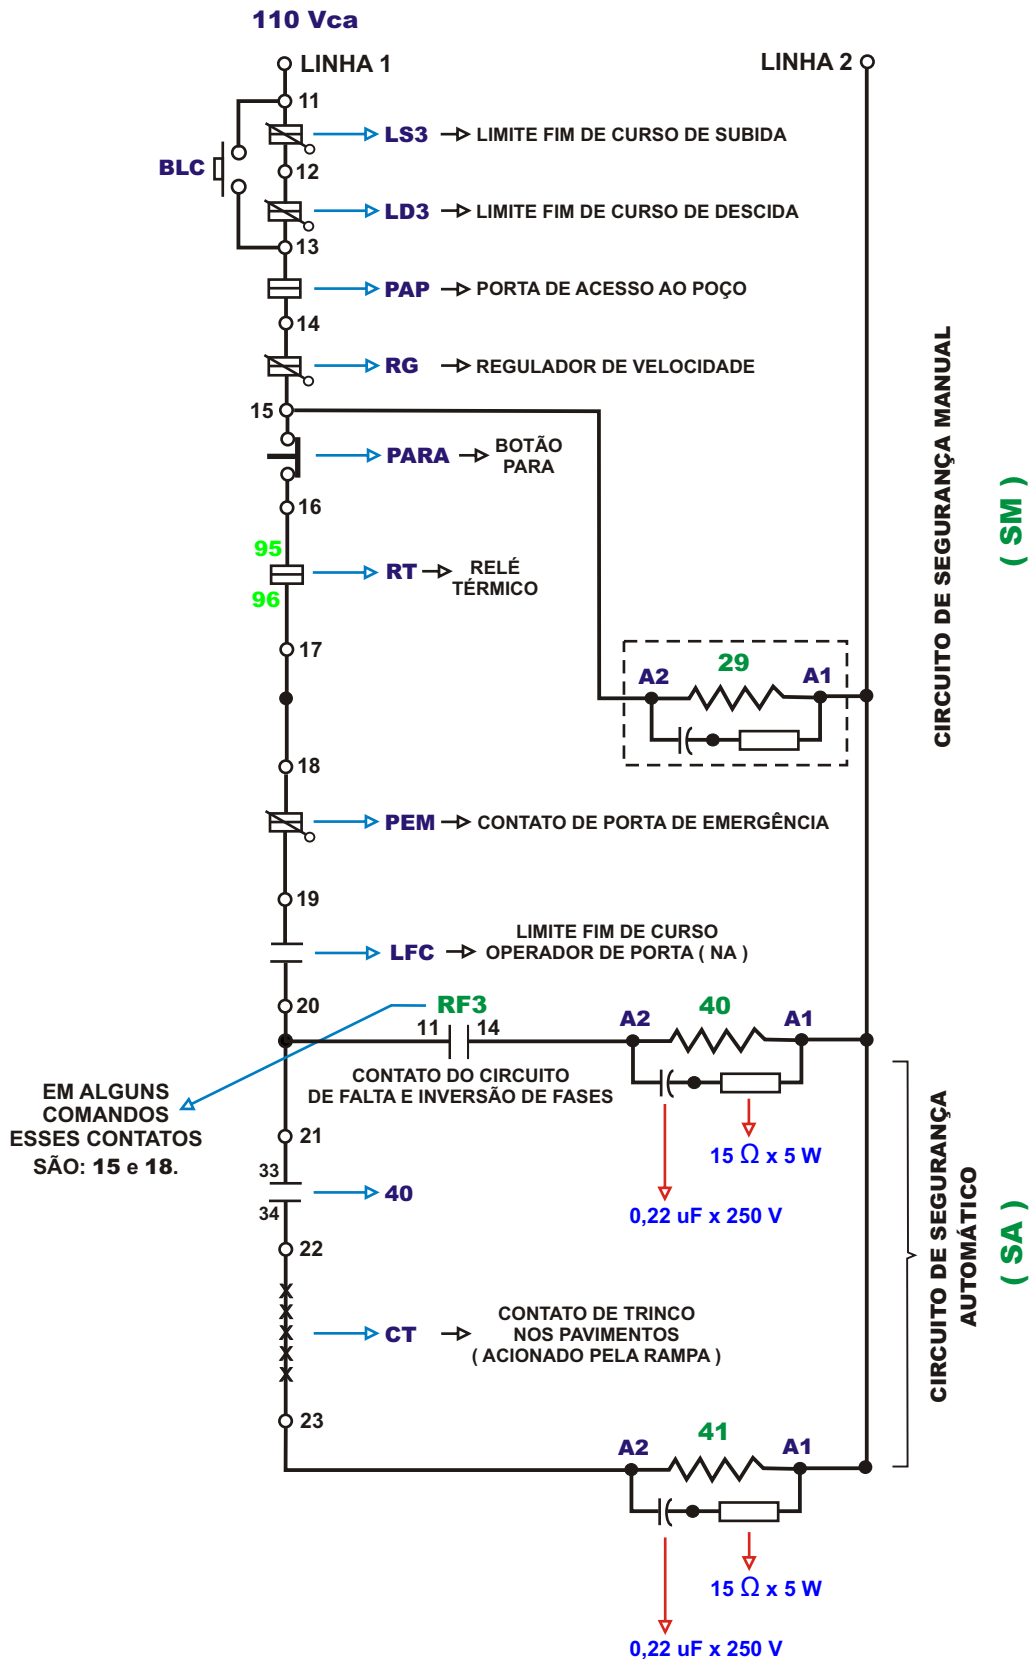 110 Vca
LINHA 1
LINHA 2
11
LS3
LIMITE FIM DE CURSO DE SUBIDA
BLC
12
LD3
LIMITE FIM DE CURSO DE DESCIDA
13
PAP
PORTA DE ACESSO AO POÇO
14
RG
REGULADOR DE VELOCIDADE
15
PARA
BOTÃO
PARA
16
95
RT
RELÉ
TÉRMICO
96
17
29
A2
A1
18
PEM
CONTATO DE PORTA DE EMERGÊNCIA
19
LFC
LIMITE FIM DE CURSO
OPERADOR DE PORTA ( NA )
20
RF3
11
14
40
A2
A1
CONTATO DO CIRCUITO
DE FALTA E INVERSÃO DE FASES
EM ALGUNS
COMANDOS
ESSES CONTATOS
SÃO: 15 e 18.
15 Ω x 5 W
0,22 uF x 250 V
21
33
40
34
22
CT
CONTATO DE TRINCO
NOS PAVIMENTOS
( ACIONADO PELA RAMPA )
23
41
A2
A1
15 Ω x 5 W
0,22 uF x 250 V
CIRCUITO DE SEGURANÇA MANUAL
( SM )
CIRCUITO DE SEGURANÇA
AUTOMÁTICO
( SA )